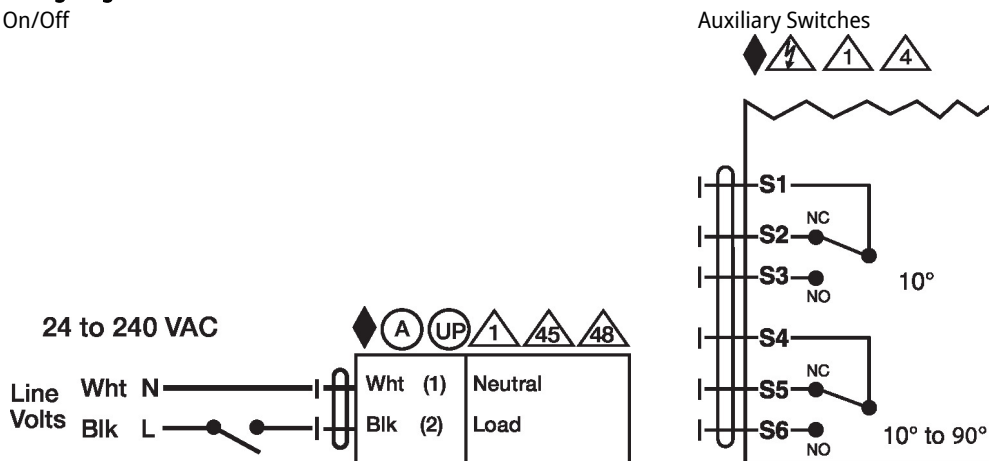 On/Off
24 to 240 VAC
A UP 1 45 48
Line Volts
Wht N
Wht (1) Neutral
Blk L
Blk (2) Load
Auxiliary Switches
1 4
S1
NC
S2
S3
NO
10°
S4
NC
S5
S6
NO
10° to 90°